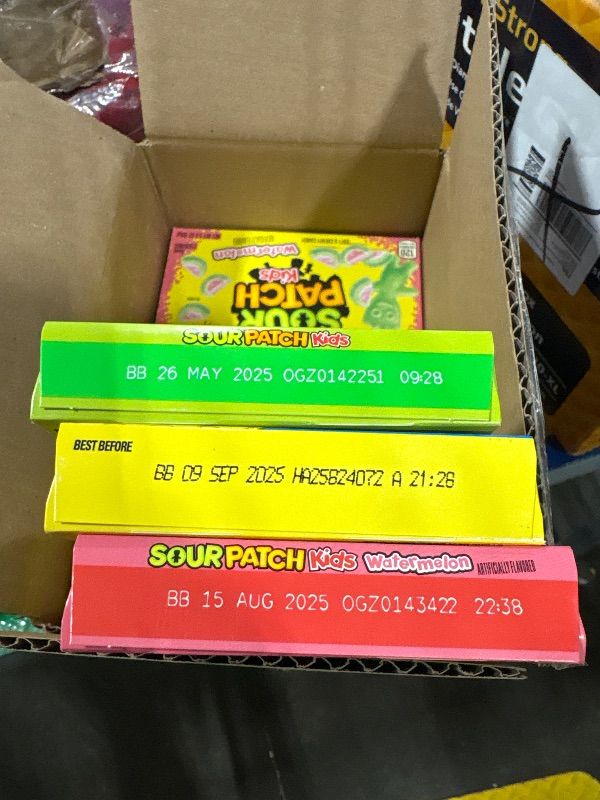 Stro
Watermelon
Kids
PATCH
SOUR
SOUR PATCH Kids
BB 26 MAY 2025 OGZ0142251 09:28
BEST BEFORE
BB 09 SEP 2025 HA25824072 A 21:26
SOUR PATCH Kids Watermelon ARTIFICIALLY FLAVORED
BB 15 AUG 2025 OGZ0143422 22:38